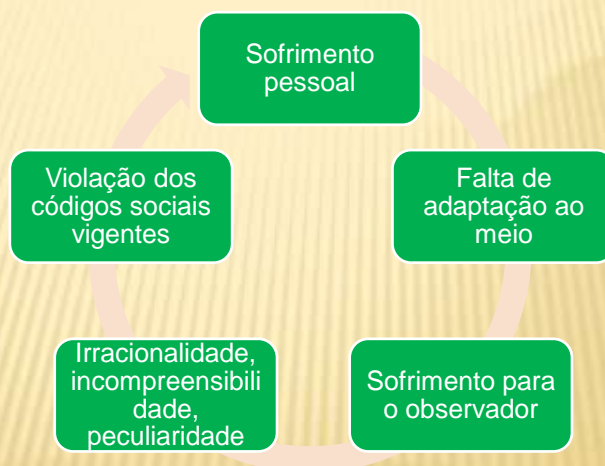 Sofrimento
pessoal
Falta de
adaptação ao
meio
Sofrimento para
o observador
Irracionalidade,
incompreensibili
dade,
peculiaridade
Violação dos
códigos sociais
vigentes